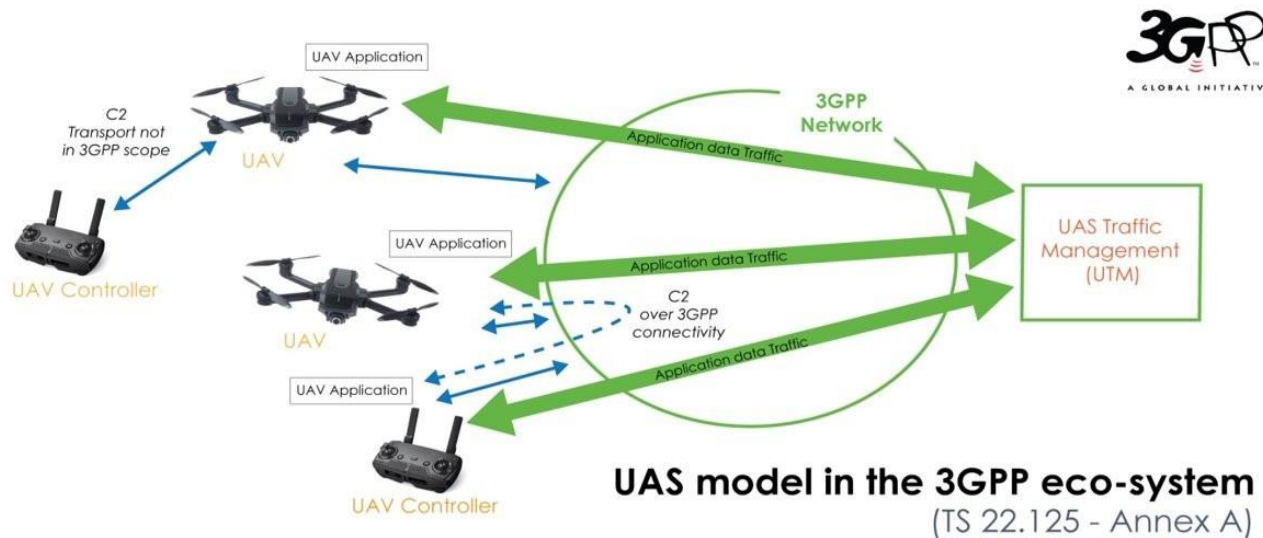 3GPP
TM
A GLOBAL INITIATIV
UAV Application
C2
Transport not
in 3GPP scope
UAV
3GPP
Network
Application data Traffic
UAV Controller
UAV Application
Application data Traffic
UAS Traffic
Management
(UTM)
UAV
C2
over 3GPP
connectivity
UAV Application
Application data Traffic
UAV Controller
UAS model in the 3GPP eco-system
(TS 22.125 - Annex A)